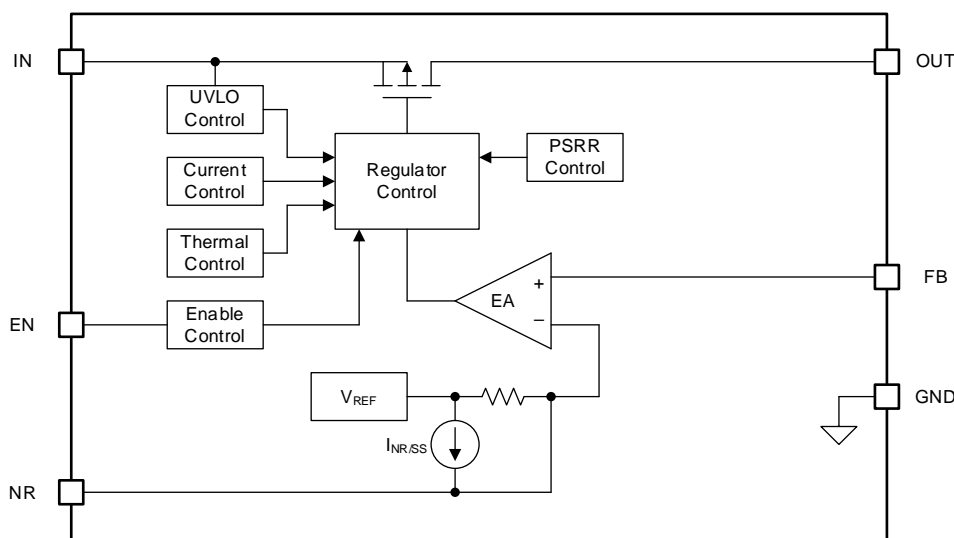 IN
OUT
UVLO
Control
PSRR
Control
Regulator
Control
Current
Control
Thermal
Control
FB
+
EA
−
EN
Enable
Control
GND
VREF
INR/SS
NR